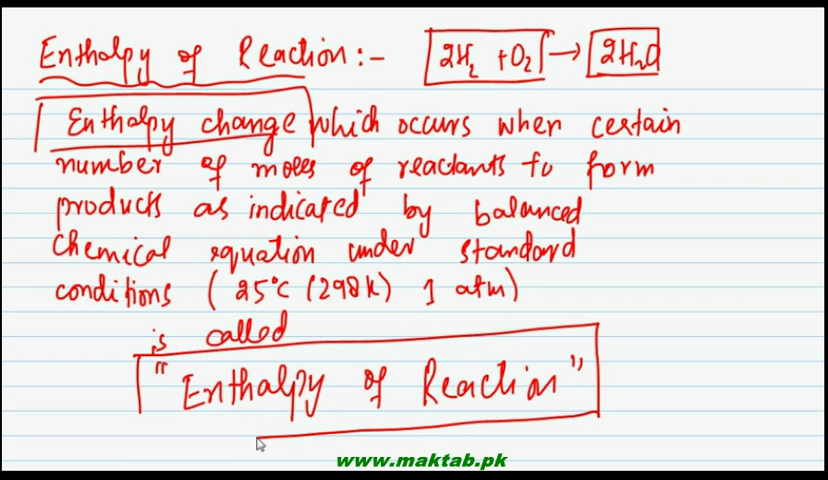 Enthalpy of Reaction:- 2H₂ + O₂ → 2H₂O
Enthalpy change which occurs when certain
number of moles of reactants to form
products as indicated by balanced
chemical equation under standard
conditions (25°C (298K) 1 atm)
is called
"Enthalpy of Reaction"
www.maktab.pk